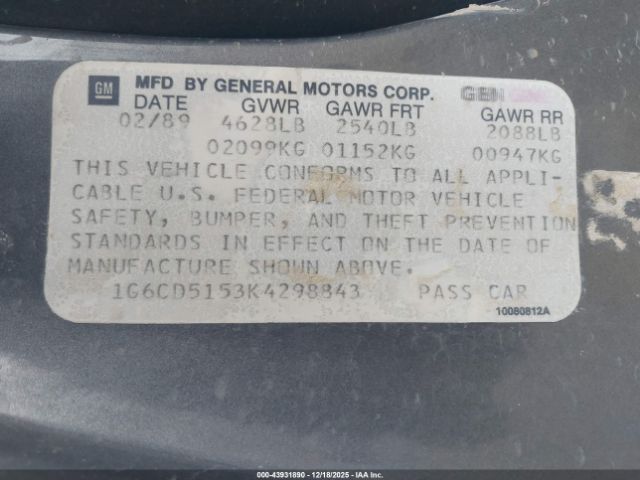 GM MFD BY GENERAL MOTORS CORP. GEN
DATE GVWR GAWR FRT GAWR RR
02/89 4628LB 2540LB 2088LB
02099KG 01152KG 00947KG
THIS VEHICLE CONFORMS TO ALL APPLI-
CABLE U.S. FEDERAL MOTOR VEHICLE
SAFETY, BUMPER, AND THEFT PREVENTION
STANDARDS IN EFFECT ON THE DATE OF
MANUFACTURE SHOWN ABOVE.
1G6CD5153K4298843 PASS CAR
10080812A
000-43931890 - 12/18/2025 - IAA Inc.